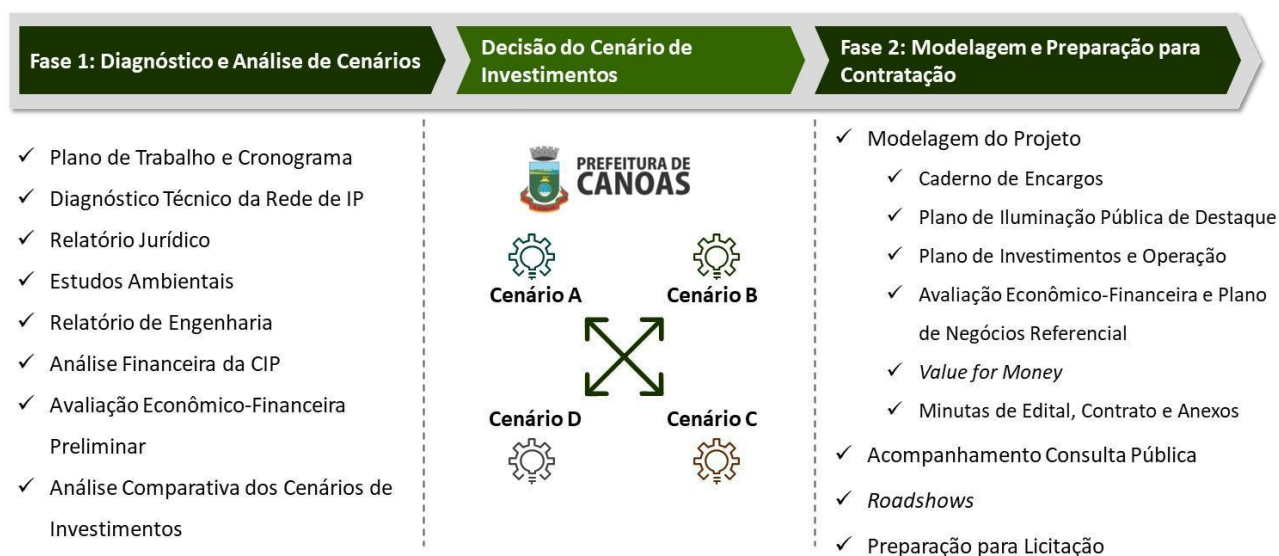 Fase 1: Diagnóstico e Análise de Cenários
Decisão do Cenário de
Investimentos
Fase 2: Modelagem e Preparação para
Contratação
✓ Plano de Trabalho e Cronograma
✓ Diagnóstico Técnico da Rede de IP
✓ Relatório Jurídico
✓ Estudos Ambientais
✓ Relatório de Engenharia
✓ Análise Financeira da CIP
✓ Avaliação Econômico-Financeira
Preliminar
✓ Análise Comparativa dos Cenários de
Investimentos
PREFEITURA DE
CANOAS
Cenário A
Cenário B
Cenário D
Cenário C
✓ Modelagem do Projeto
✓ Caderno de Encargos
✓ Plano de Iluminação Pública de Destaque
✓ Plano de Investimentos e Operação
✓ Avaliação Econômico-Financeira e Plano
de Negócios Referencial
✓ Value for Money
✓ Minutas de Edital, Contrato e Anexos
✓ Acompanhamento Consulta Pública
✓ Roadshows
✓ Preparação para Licitação